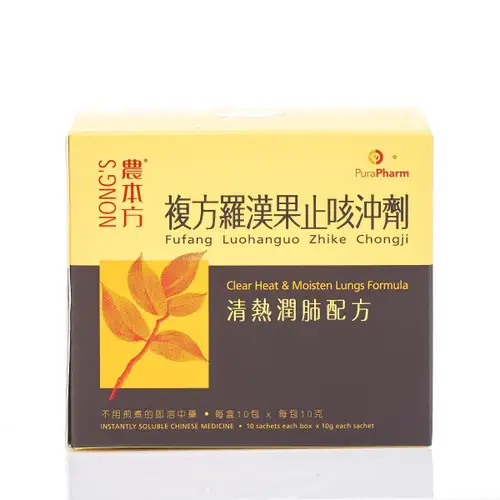 NONG'S
農本方®
PuraPharm®
複方羅漢果止咳沖劑
Fufang Luohanguo Zhike Chongji
Clear Heat & Moisten Lungs Formula
清熱潤肺配方
不用煎煮的即溶中藥 • 每盒10包 x 每包10克
INSTANTLY SOLUBLE CHINESE MEDICINE • 10 sachets each box x 10g each sachet